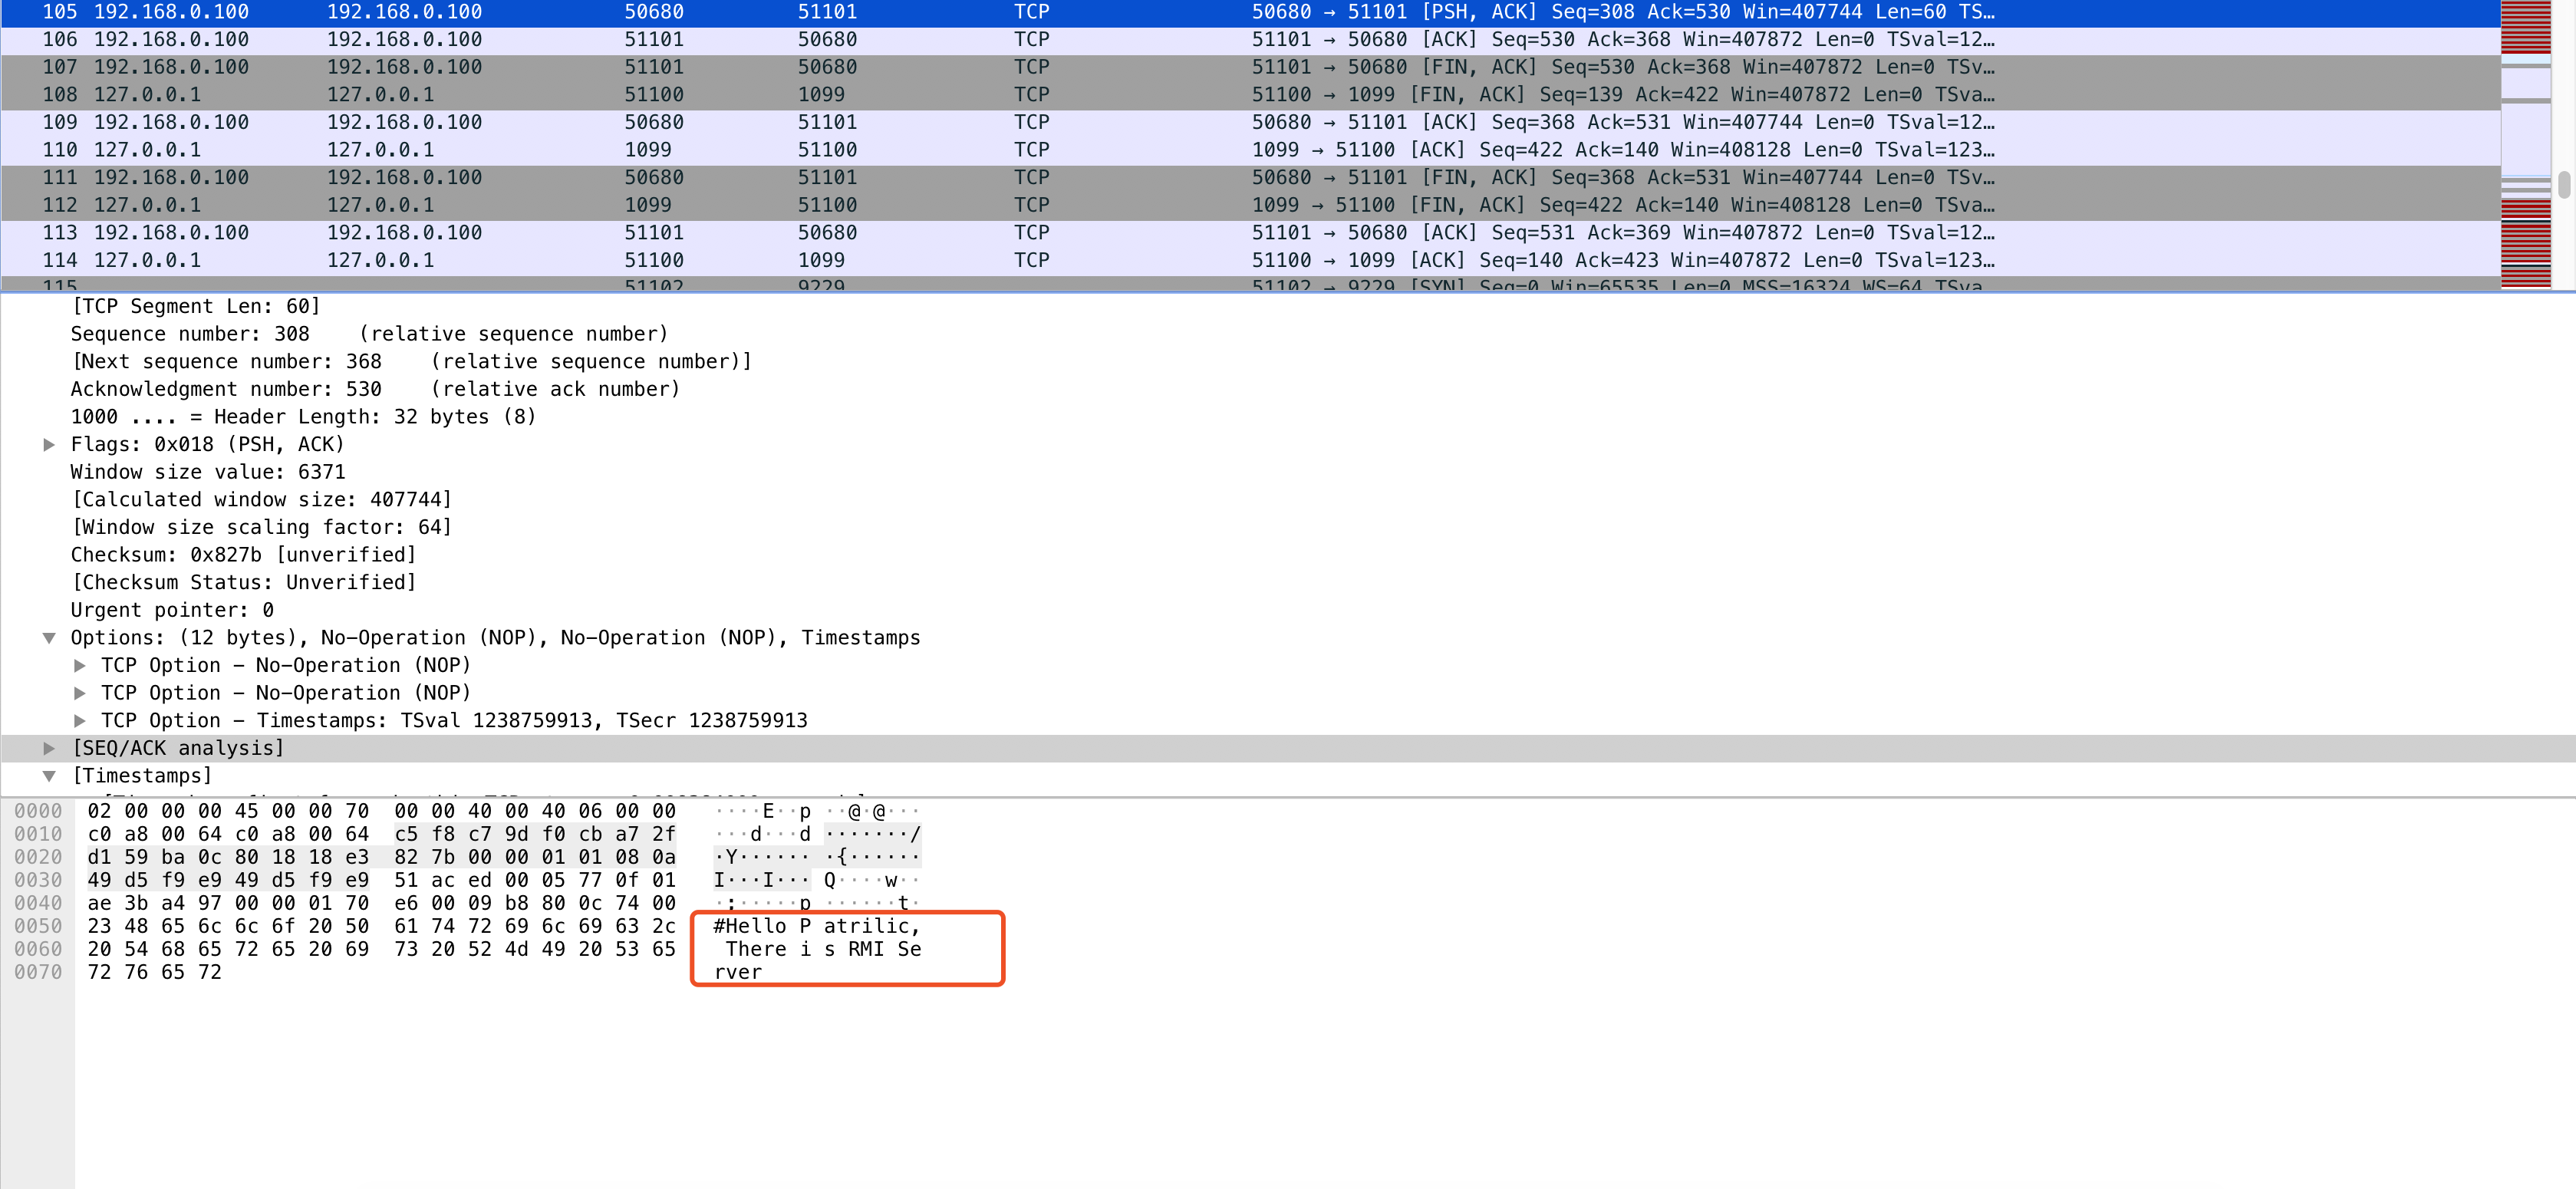 105 192.168.0.100 192.168.0.100 50680 51101 TCP 50680 → 51101 [PSH, ACK] Seq=308 Ack=530 Win=407744 Len=60 TS…
106 192.168.0.100 192.168.0.100 51101 50680 TCP 51101 → 50680 [ACK] Seq=530 Ack=368 Win=407872 Len=0 TSval=12…
107 192.168.0.100 192.168.0.100 51101 50680 TCP 51101 → 50680 [FIN, ACK] Seq=530 Ack=368 Win=407872 Len=0 TSv…
108 127.0.0.1 127.0.0.1 51100 1099 TCP 51100 → 1099 [FIN, ACK] Seq=139 Ack=422 Win=407872 Len=0 TSva…
109 192.168.0.100 192.168.0.100 50680 51101 TCP 50680 → 51101 [ACK] Seq=368 Ack=531 Win=407744 Len=0 TSval=12…
110 127.0.0.1 127.0.0.1 1099 51100 TCP 1099 → 51100 [ACK] Seq=422 Ack=140 Win=408128 Len=0 TSval=123…
111 192.168.0.100 192.168.0.100 50680 51101 TCP 50680 → 51101 [FIN, ACK] Seq=368 Ack=531 Win=407744 Len=0 TSv…
112 127.0.0.1 127.0.0.1 1099 51100 TCP 1099 → 51100 [FIN, ACK] Seq=422 Ack=140 Win=408128 Len=0 TSva…
113 192.168.0.100 192.168.0.100 51101 50680 TCP 51101 → 50680 [ACK] Seq=531 Ack=369 Win=407872 Len=0 TSval=12…
114 127.0.0.1 127.0.0.1 51100 1099 TCP 51100 → 1099 [ACK] Seq=140 Ack=423 Win=407872 Len=0 TSval=123…
115 51102 9229 51102 → 9229 [SYN] Seq=0 Win=65535 Len=0 MSS=16324 WS=64 TSva
[TCP Segment Len: 60]
Sequence number: 308 (relative sequence number)
[Next sequence number: 368 (relative sequence number)]
Acknowledgment number: 530 (relative ack number)
1000 .... = Header Length: 32 bytes (8)
Flags: 0x018 (PSH, ACK)
Window size value: 6371
[Calculated window size: 407744]
[Window size scaling factor: 64]
Checksum: 0x827b [unverified]
[Checksum Status: Unverified]
Urgent pointer: 0
Options: (12 bytes), No-Operation (NOP), No-Operation (NOP), Timestamps
TCP Option - No-Operation (NOP)
TCP Option - No-Operation (NOP)
TCP Option - Timestamps: TSval 1238759913, TSecr 1238759913
[SEQ/ACK analysis]
[Timestamps]
0000 02 00 00 00 45 00 00 70 00 00 40 00 40 06 00 00 ····E··p ··@·@···
0010 c0 a8 00 64 c0 a8 00 64 c5 f8 c7 9d f0 cb a7 2f ···d···d ·······/
0020 d1 59 ba 0c 80 18 18 e3 82 7b 00 00 01 01 08 0a ·Y······ ·{······
0030 49 d5 f9 e9 49 d5 f9 e9 51 ac ed 00 05 77 0f 01 I···I··· Q····w··
0040 ae 3b a4 97 00 00 01 70 e6 00 09 b8 80 0c 74 00 ·;·····p ······t·
0050 23 48 65 6c 6c 6f 20 50 61 74 72 69 6c 69 63 2c #Hello P atrilic,
0060 20 54 68 65 72 65 20 69 73 20 52 4d 49 20 53 65 There i s RMI Se
0070 72 76 65 72 rver